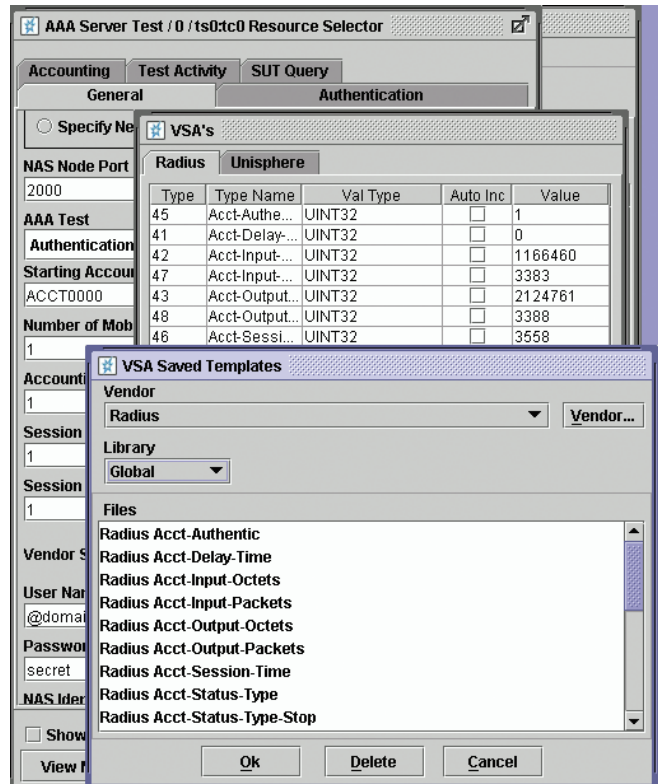 AAA Server Test / 0 / ts0:tc0 Resource Selector
Accounting Test Activity SUT Query
General Authentication
Specify Ne
VSA's
NAS Node Port
2000
AAA Test
Authentication
Starting Accou
ACCT0000
Number of Mob
1
Accounti
1
Session
1
Session
1
Vendor S
User Nar
@domai
Passwor
secret
NAS Iden
Show
View
Radius Unisphere
Type Type Name Val Type Auto Inc Value
45 Acct-Authe... UINT32 1
41 Acct-Delay-... UINT32 0
42 Acct-Input-... UINT32 1166460
47 Acct-Input-... UINT32 3383
43 Acct-Output... UINT32 2124761
48 Acct-Output... UINT32 3388
46 Acct-Sessi... UINT32 3558
VSA Saved Templates
Vendor
Radius Vendor...
Library
Global
Files
Radius Acct-Authentic
Radius Acct-Delay-Time
Radius Acct-Input-Octets
Radius Acct-Input-Packets
Radius Acct-Output-Octets
Radius Acct-Output-Packets
Radius Acct-Session-Time
Radius Acct-Status-Type
Radius Acct-Status-Type-Stop
Ok Delete Cancel